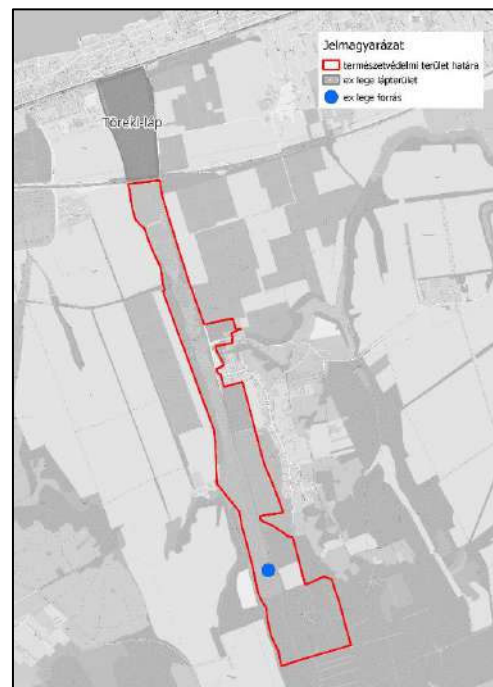 Jelmagyarázat
természetvédelmi terület határa
ex lege lápterület
ex lege forrás
Töreki-láp